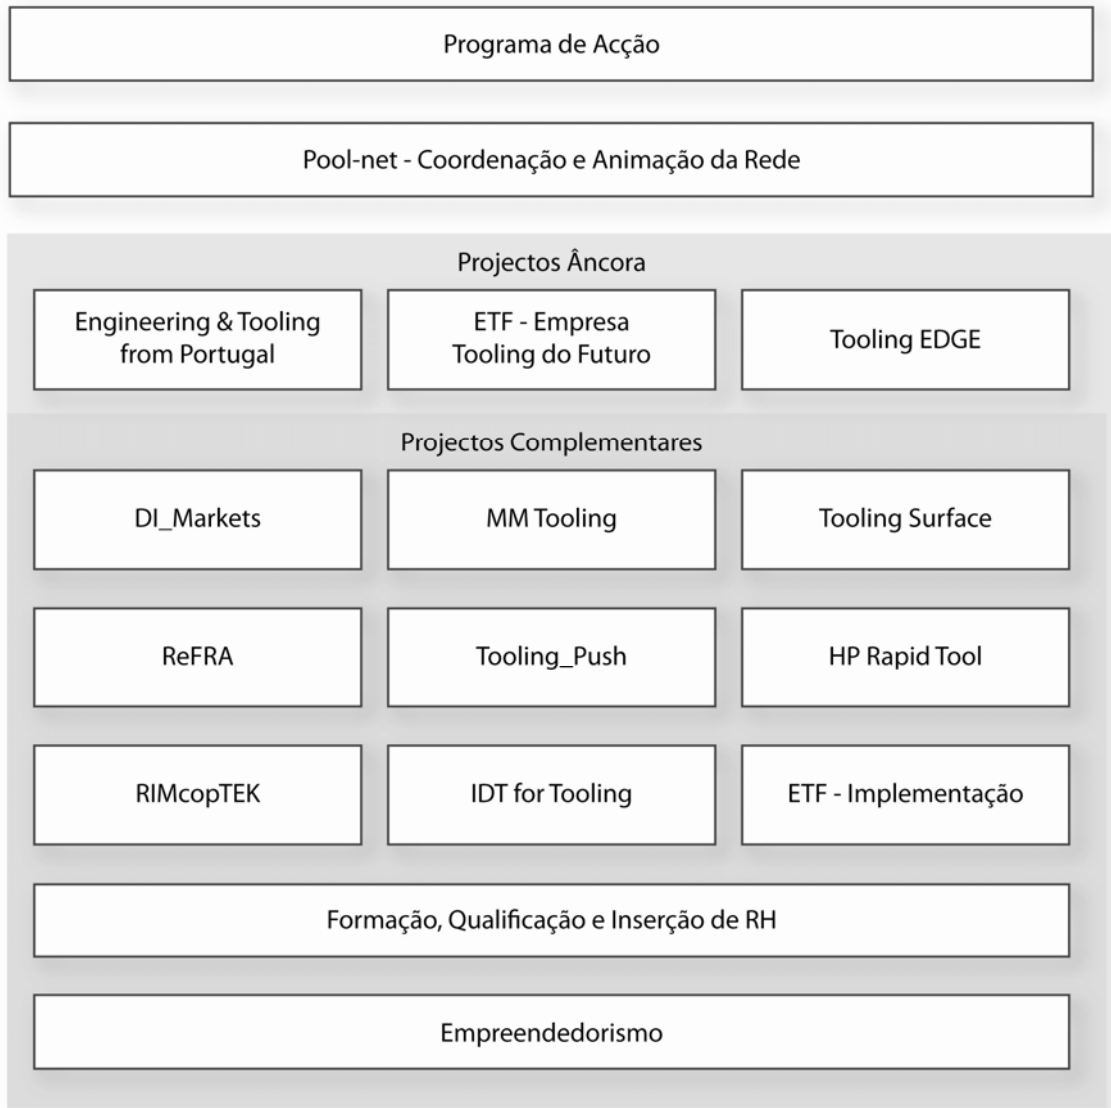 Programa de Acção
Pool-net - Coordenação e Animação da Rede
Projectos Âncora
Engineering & Tooling
from Portugal
ETF - Empresa
Tooling do Futuro
Tooling EDGE
Projectos Complementares
DI_Markets
MM Tooling
Tooling Surface
ReFRA
Tooling_Push
HP Rapid Tool
RIMcopTEK
IDT for Tooling
ETF - Implementação
Formação, Qualificação e Inserção de RH
Empreendedorismo